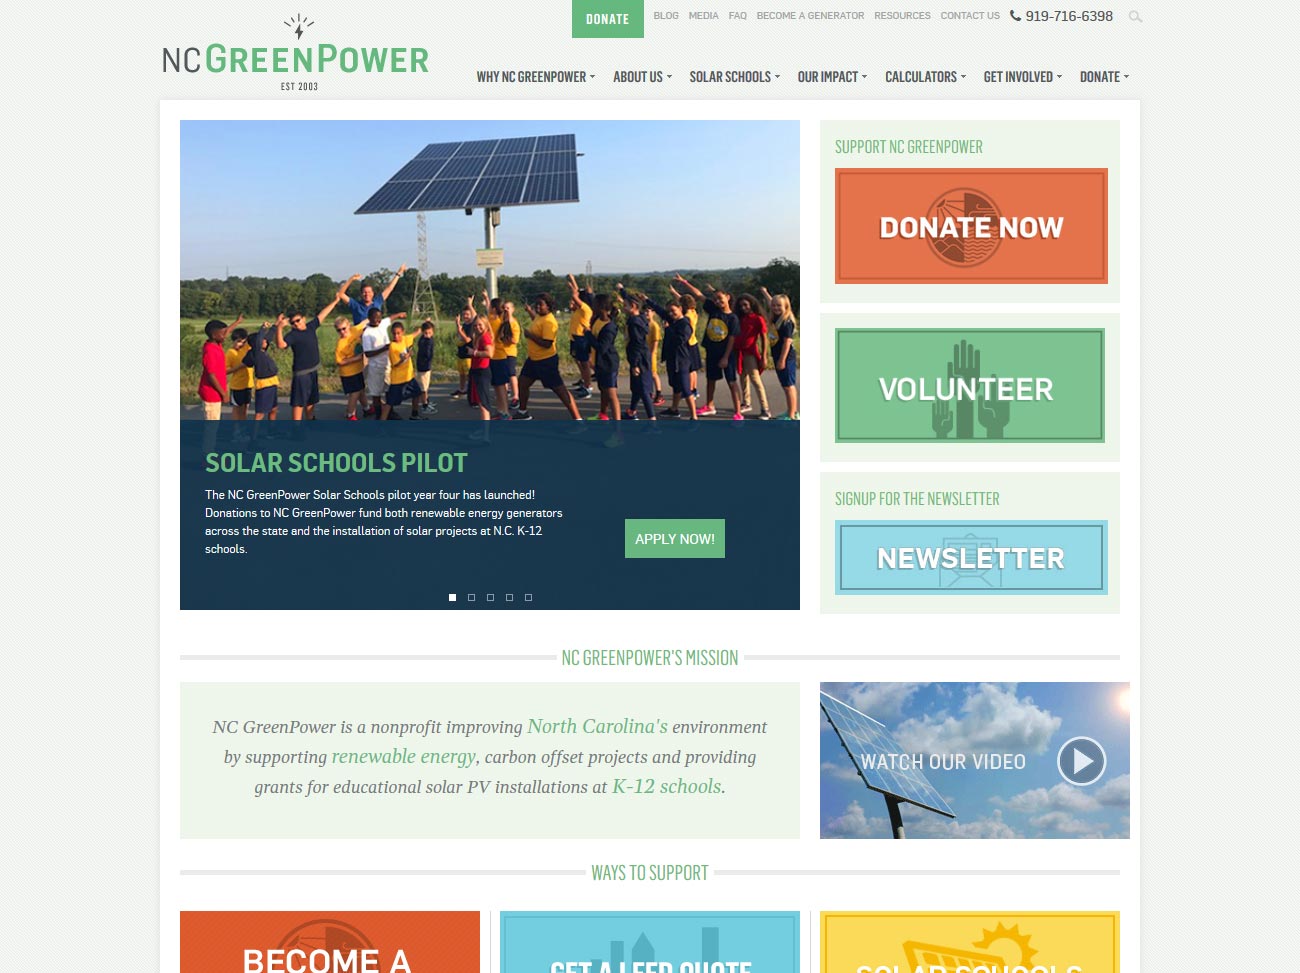 DONATE
BLOG MEDIA FAQ BECOME A GENERATOR RESOURCES CONTACT US 919-716-6398
NC GREENPOWER
EST 2003
WHY NC GREENPOWER ABOUT US SOLAR SCHOOLS OUR IMPACT CALCULATORS GET INVOLVED DONATE
SUPPORT NC GREENPOWER
DONATE NOW
VOLUNTEER
SOLAR SCHOOLS PILOT
The NC GreenPower Solar Schools pilot year four has launched!
Donations to NC GreenPower fund both renewable energy generators
across the state and the installation of solar projects at N.C. K-12
schools.
APPLY NOW!
SIGNUP FOR THE NEWSLETTER
NEWSLETTER
NC GREENPOWER'S MISSION
NC GreenPower is a nonprofit improving North Carolina's environment
by supporting renewable energy, carbon offset projects and providing
grants for educational solar PV installations at K-12 schools.
WATCH OUR VIDEO
WAYS TO SUPPORT
BECOME A
GET A LEED QUOTE
SOLAR SCHOOLS